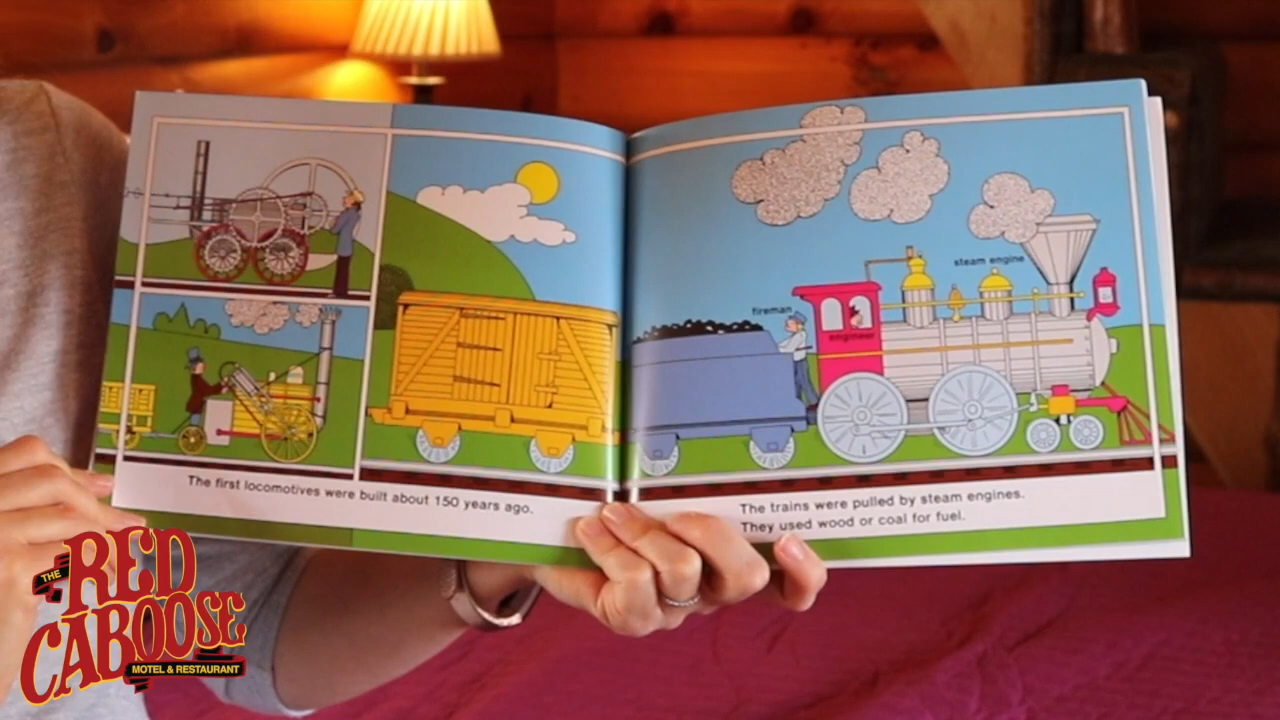 steam engine
fireman
engineer
The first locomotives were built about 150 years ago.
The trains were pulled by steam engines.
They used wood or coal for fuel.
THE
RED
CABOOSE
MOTEL & RESTAURANT